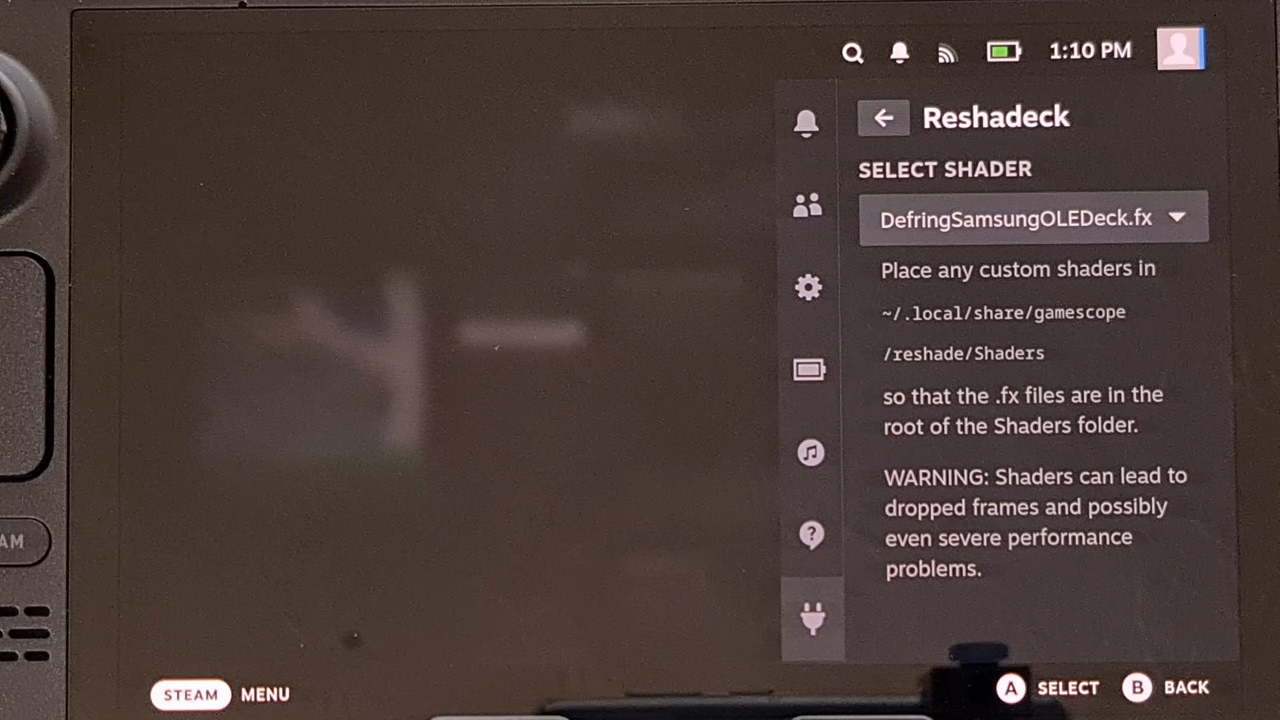 1:10 PM
Reshadeck
SELECT SHADER
DefringSamsungOLEDeck.fx
Place any custom shaders in
~/.local/share/gamescope
/reshade/Shaders
so that the .fx files are in the
root of the Shaders folder.
WARNING: Shaders can lead to
dropped frames and possibly
even severe performance
problems.
AM
STEAM MENU
A SELECT B BACK